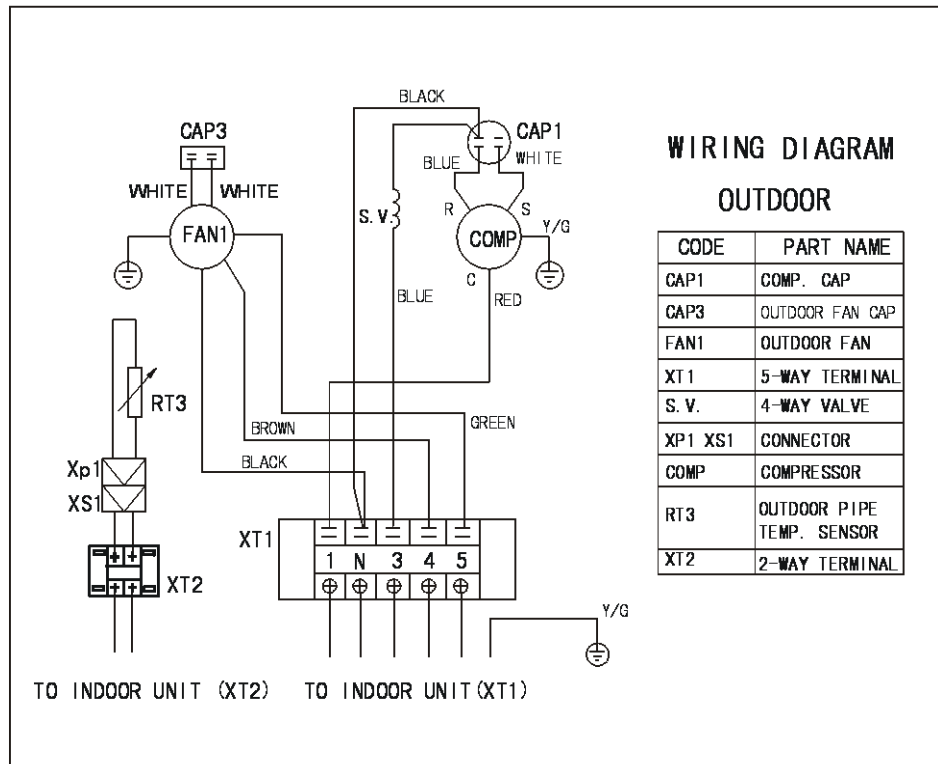 WIRING DIAGRAM
OUTDOOR
CODE PART NAME
CAP1 COMP. CAP
CAP3 OUTDOOR FAN CAP
FAN1 OUTDOOR FAN
XT1 5-WAY TERMINAL
S.V. 4-WAY VALVE
XP1 XS1 CONNECTOR
COMP COMPRESSOR
RT3 OUTDOOR PIPE
TEMP. SENSOR
XT2 2-WAY TERMINAL
BLACK
CAP3
CAP1
BLUE
WHITE
WHITE WHITE
R
S
S.V.
Y/G
FAN1
COMP
C
BLUE
RED
RT3
BROWN
GREEN
BLACK
Xp1
XS1
XT1
1 N 3 4 5
XT2
Y/G
TO INDOOR UNIT (XT2)
TO INDOOR UNIT(XT1)